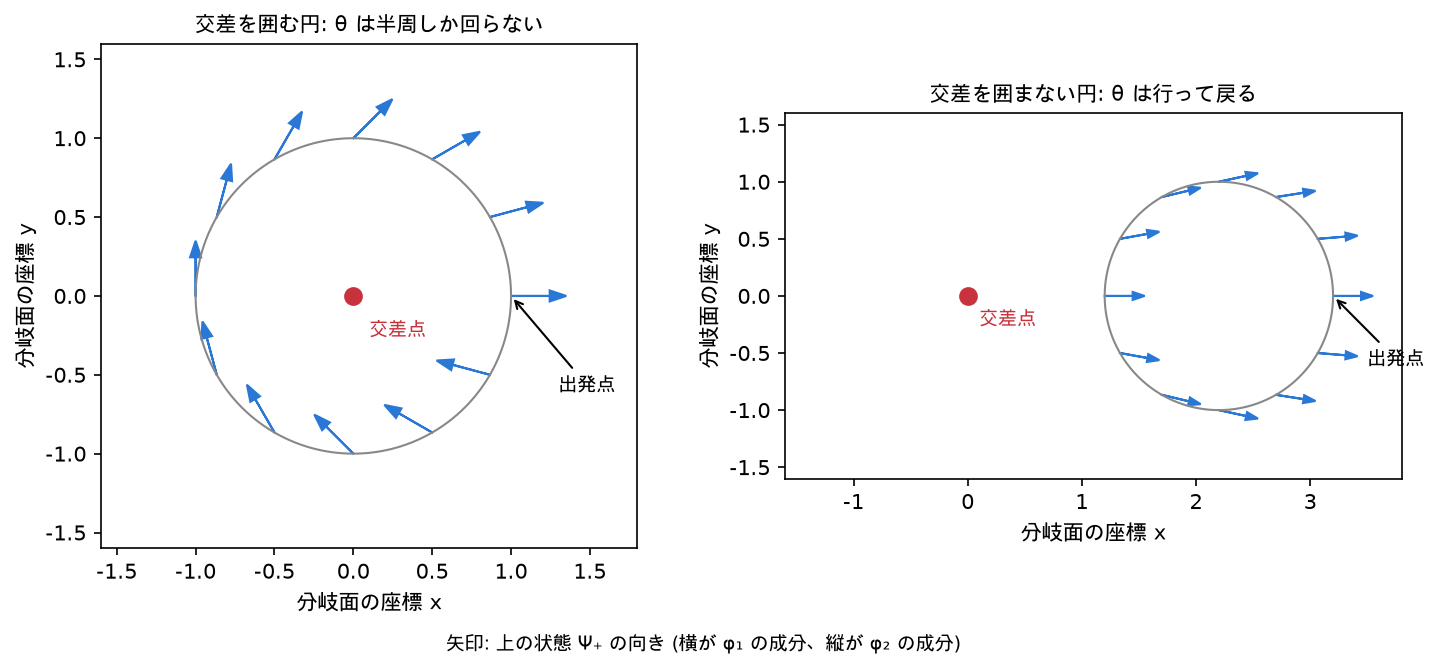 交差を囲む円: θ は半周しか回らない
1.5
1.0
0.5
0.0
-0.5
-1.0
-1.5
分岐面の座標 y
交差点
出発点
-1.5 -1.0 -0.5 0.0 0.5 1.0 1.5
分岐面の座標 x
交差を囲まない円: θ は行って戻る
1.5
1.0
0.5
0.0
-0.5
-1.0
-1.5
分岐面の座標 y
交差点
出発点
-1 0 1 2 3
分岐面の座標 x
矢印: 上の状態 Ψ₊ の向き (横が φ₁ の成分、縦が φ₂ の成分)